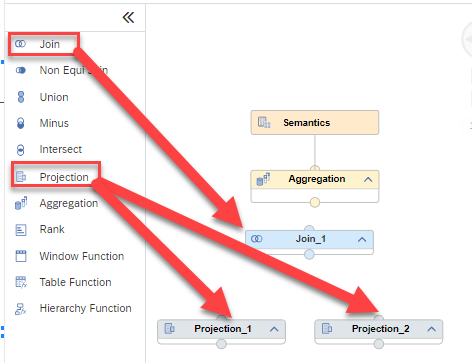 Join
Non Equi Join
Union
Minus
Intersect
Projection
Aggregation
Rank
Window Function
Table Function
Hierarchy Function
Semantics
Aggregation
Join_1
Projection_1
Projection_2